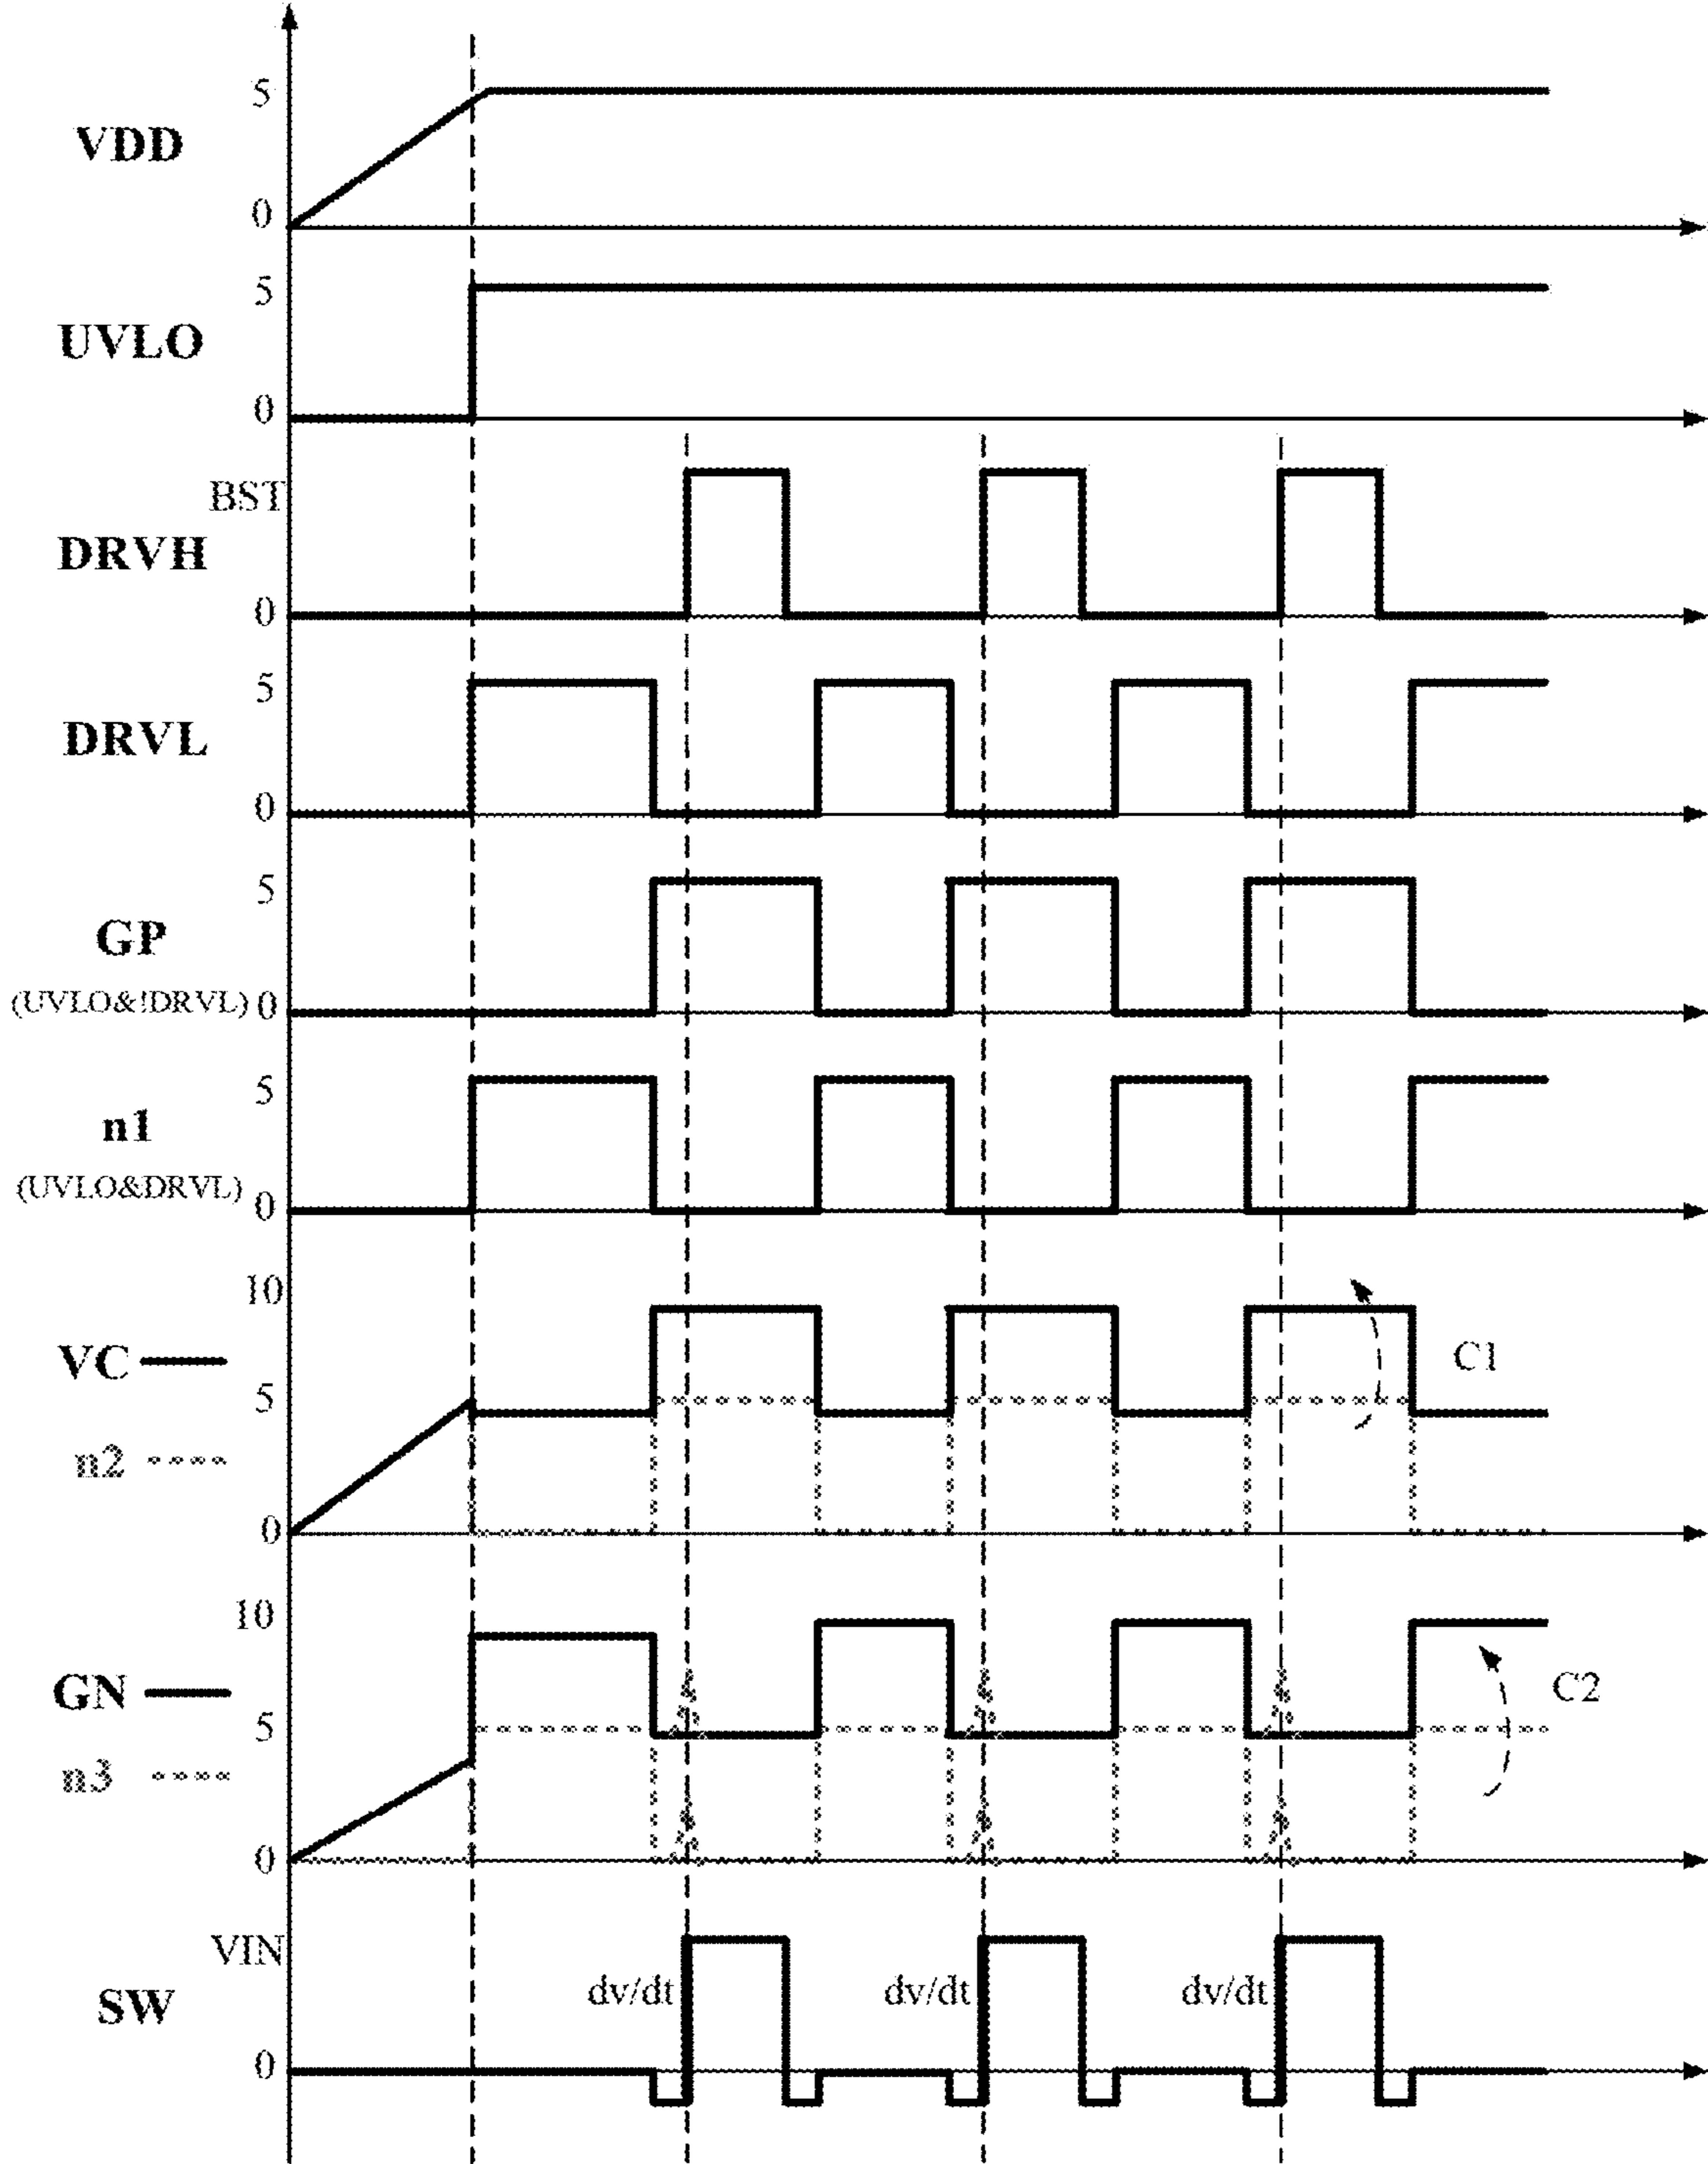 5
VDD
0
5
UVLO
0
BST
DRVH
0
5
DRVL
0
5
GP
(UVLO&!DRVL) 0
5
n1
(UVLO&DRVL) 0
10
VC
C1
5
n2
0
10
GN
C2
5
n3
0
VIN
dv/dt dv/dt dv/dt
SW
0